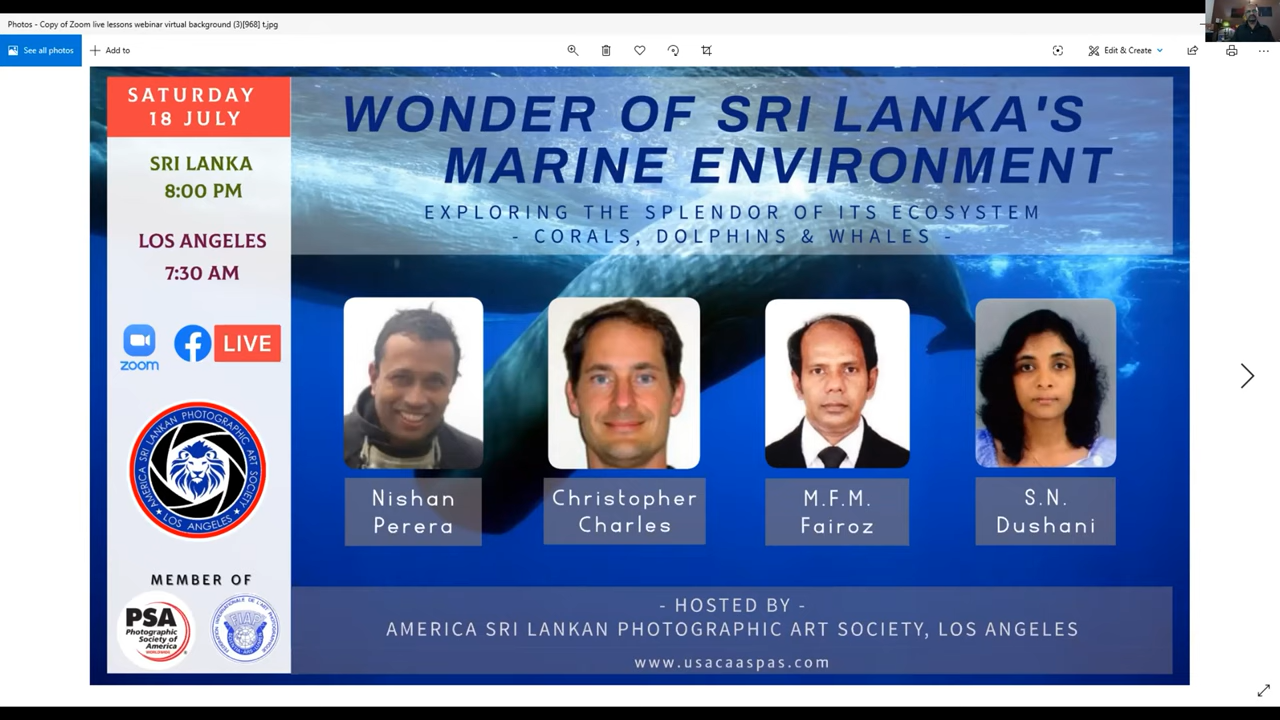 Photos - Copy of Zoom live lessons webinar virtual background (3)[968] t.jpg
See all photos
Add to
Edit & Create
SATURDAY
18 JULY
SRI LANKA
8:00 PM
LOS ANGELES
7:30 AM
zoom
LIVE
AMERICA SRI LANKAN PHOTOGRAPHIC ART SOCIETY
LOS ANGELES
MEMBER OF
PSA
Photographic
Society of
America
WORLDWIDE
FIAP
WONDER OF SRI LANKA'S
MARINE ENVIRONMENT
EXPLORING THE SPLENDOR OF ITS ECOSYSTEM
- CORALS, DOLPHINS & WHALES -
Nishan
Perera
Christopher
Charles
M.F.M.
Fairoz
S.N.
Dushani
- HOSTED BY -
AMERICA SRI LANKAN PHOTOGRAPHIC ART SOCIETY, LOS ANGELES
www.usacaaspas.com